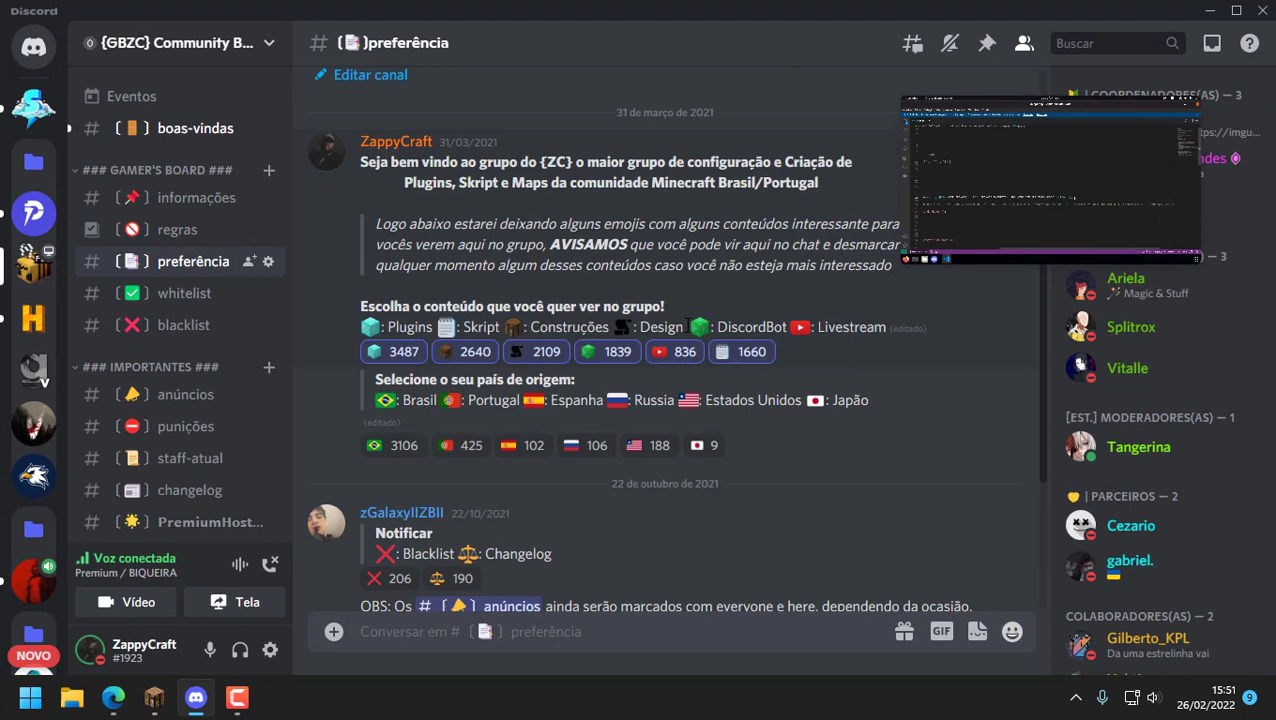 Discord
{GBZC} Community B...
# [📑]preferência
Buscar
Eventos
[🚪] boas-vindas
### GAMER'S BOARD ###
[📌] informações
[⛔] regras
[📑] preferência
[✅] whitelist
[❌] blacklist
### IMPORTANTES ###
[📣] anúncios
[⛔] punições
[📜] staff-atual
[📰] changelog
[🌟] PremiumHost...
Voz conectada
Premium / BIQUEIRA
Vídeo
Tela
NOVO
ZappyCraft
#1923
Editar canal
31 de março de 2021
ZappyCraft 31/03/2021
Seja bem vindo ao grupo do {ZC} o maior grupo de configuração e Criação de
Plugins, Skript e Maps da comunidade Minecraft Brasil/Portugal
Logo abaixo estarei deixando alguns emojis com alguns conteúdos interessante para
vocês verem aqui no grupo, AVISAMOS que você pode vir aqui no chat e desmarcar
qualquer momento algum desses conteúdos caso você não esteja mais interessado
Escolha o conteúdo que você quer ver no grupo!
: Plugins : Skript : Construções : Design : DiscordBot : Livestream (editado)
3487 2640 2109 1839 836 1660
Selecione o seu país de origem:
🇧🇷: Brasil 🇵🇹: Portugal 🇪🇸: Espanha 🇷🇺: Russia 🇺🇸: Estados Unidos 🇯🇵: Japão
(editado)
3106 425 102 106 188 9
22 de outubro de 2021
zGalaxyIIZBII 22/10/2021
Notificar
❌: Blacklist ⚖️: Changelog
❌ 206 ⚖️ 190
OBS: Os # [📣] anúncios ainda serão marcados com everyone e here, dependendo da ocasião.
Conversar em # [📑] preferência
GIF
| COORDENADORES(AS) — 3
https://imgu...
) — 3
Ariela
🪄 Magic & Stuff
Splitrox
Vitalle
[EST.] MODERADORES(AS) — 1
Tangerina
| PARCEIROS — 2
Cezario
gabriel.
COLABORADORES(AS) — 2
Gilberto_KPL
Da uma estrelinha vai
15:51
26/02/2022
9